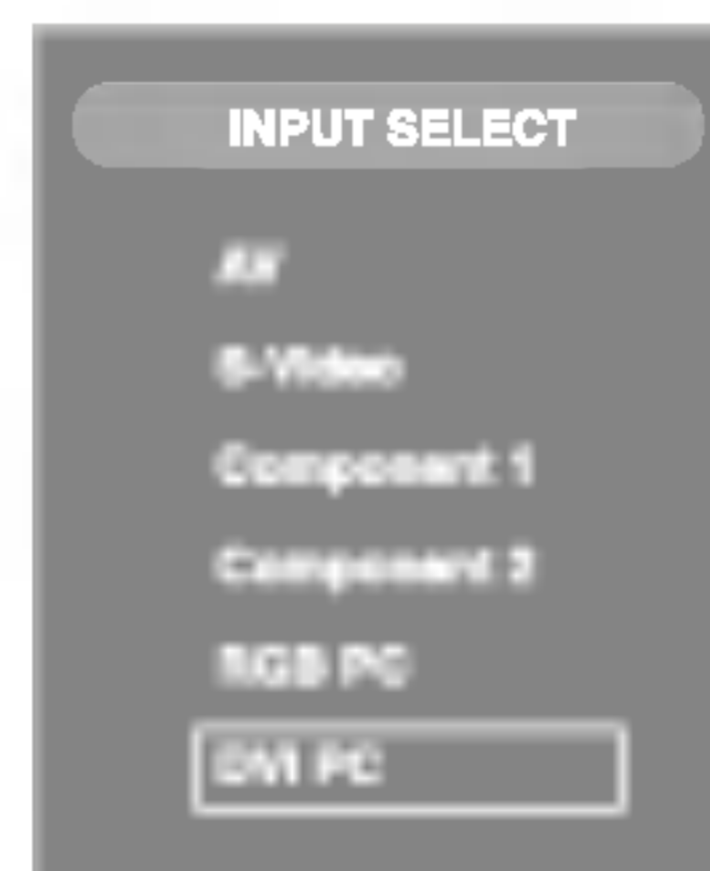 INPUT SELECT
AV
S-Video
Component 1
Component 2
RGB PC
DVI PC